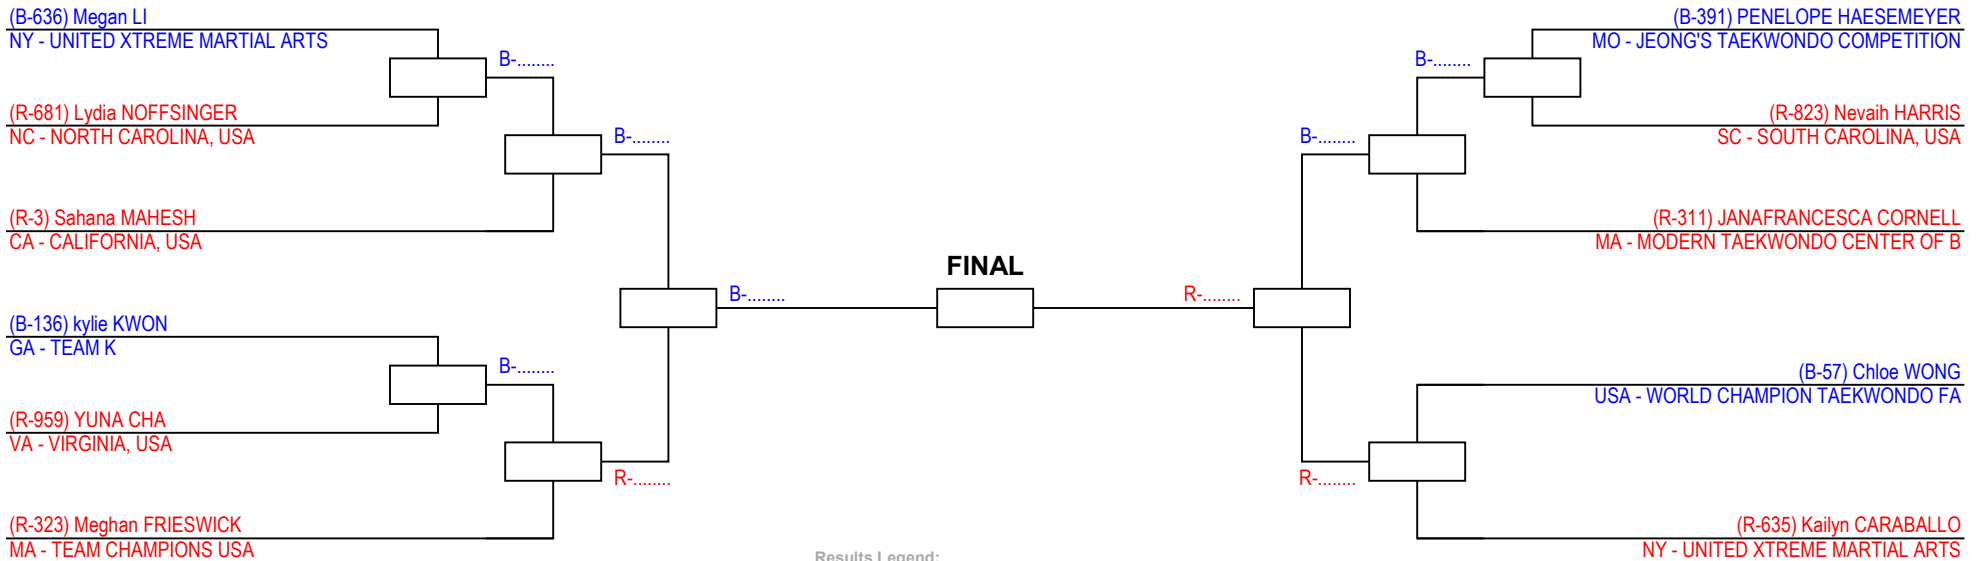 (B-636) Megan LI
NY - UNITED XTREME MARTIAL ARTS
B-........
(R-681) Lydia NOFFSINGER
NC - NORTH CAROLINA, USA
B-........
(R-3) Sahana MAHESH
CA - CALIFORNIA, USA
B-........
(B-136) kylie KWON
GA - TEAM K
B-........
(R-959) YUNA CHA
VA - VIRGINIA, USA
R-........
(R-323) Meghan FRIESWICK
MA - TEAM CHAMPIONS USA
FINAL
(B-391) PENELOPE HAESEMEYER
MO - JEONG'S TAEKWONDO COMPETITION
B-........
(R-823) Nevaih HARRIS
SC - SOUTH CAROLINA, USA
B-........
(R-311) JANAFRANCESCA CORNELL
MA - MODERN TAEKWONDO CENTER OF B
R-........
(B-57) Chloe WONG
USA - WORLD CHAMPION TAEKWONDO FA
R-........
(R-635) Kailyn CARABALLO
NY - UNITED XTREME MARTIAL ARTS
Results Legend: